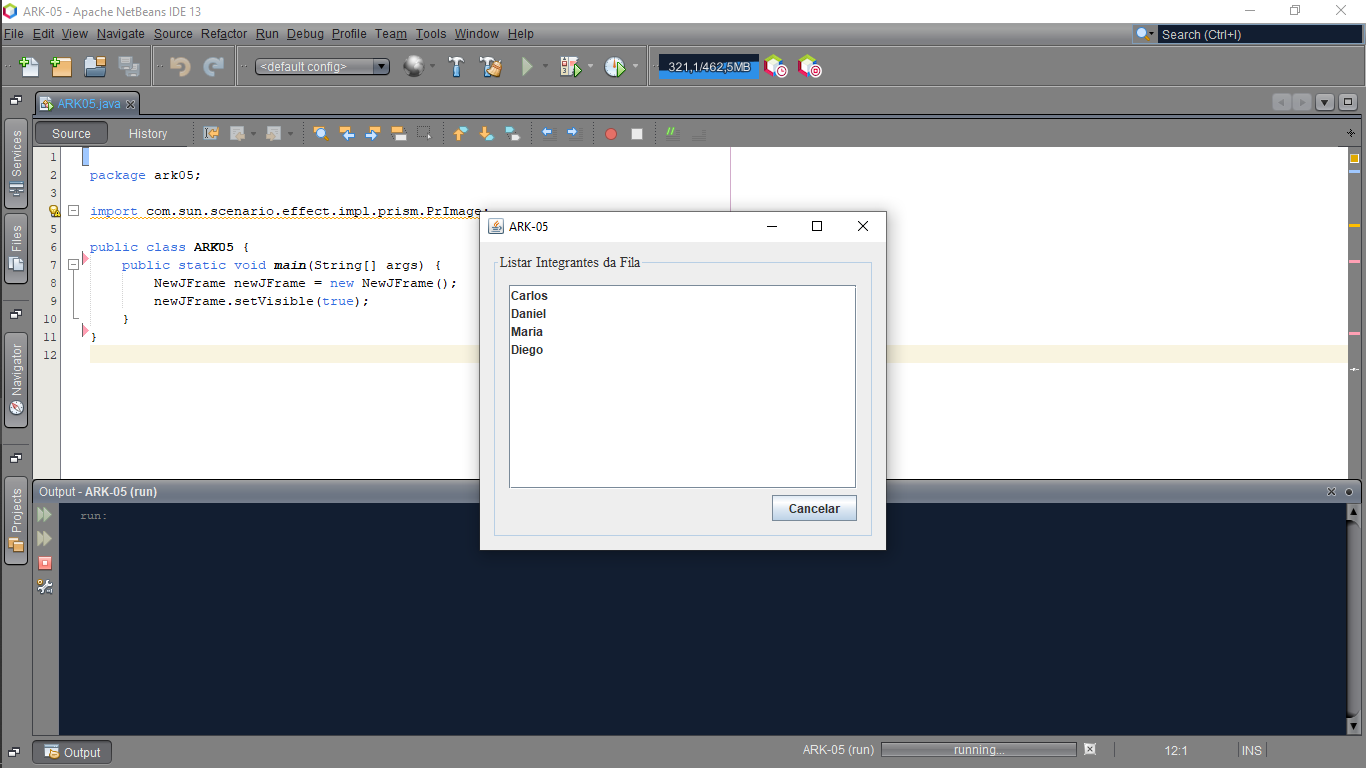 ARK-05 - Apache NetBeans IDE 13
File Edit View Navigate Source Refactor Run Debug Profile Team Tools Window Help
Search (Ctrl+I)
<default config>
321,1/462,5MB
ARK05.java
Source History
Services
Files
Navigator
Projects
1
2 package ark05;
3
import com.sun.scenario.effect.impl.prism.PrImage;
5
6 public class ARK05 {
7 public static void main(String[] args) {
8 NewJFrame newJFrame = new NewJFrame();
9 newJFrame.setVisible(true);
10 }
11 }
12
ARK-05
Listar Integrantes da Fila
Carlos
Daniel
Maria
Diego
Cancelar
Output - ARK-05 (run)
run:
Output
ARK-05 (run) running... 12:1 INS